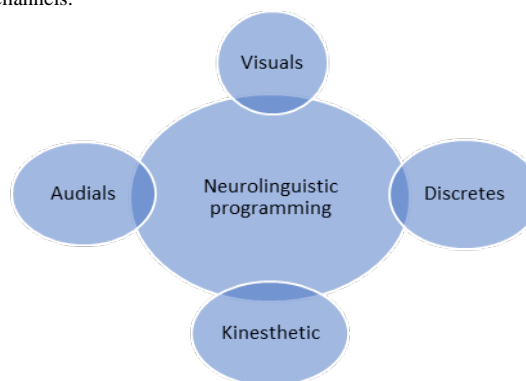 channels.
Visuals
Audials
Neurolinguistic
programming
Discretes
Kinesthetic